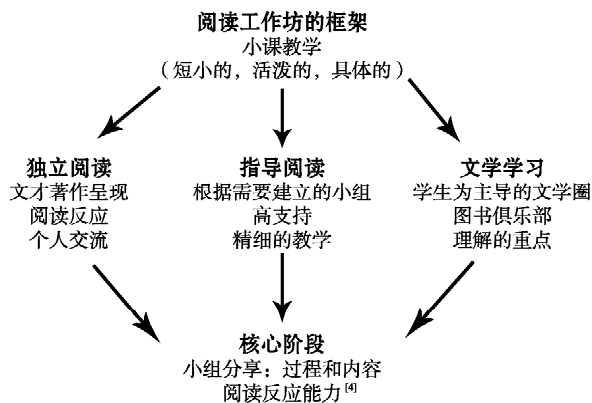 阅读工作坊的框架
小课教学
（短小的，活泼的，具体的）
独立阅读
文才著作呈现
阅读反应
个人交流
指导阅读
根据需要建立的小组
高支持
精细的教学
文学学习
学生为主导的文学圈
图书俱乐部
理解的重点
核心阶段
小组分享：过程和内容
阅读反应能力[4]